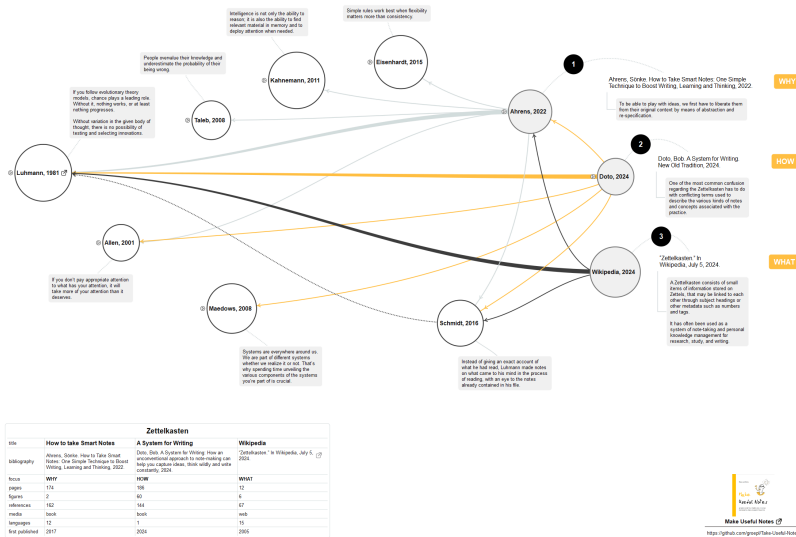 Intelligence is not only the ability to
reason; it is also the ability to find
relevant material in memory and to
deploy attention when needed.
Simple rules work best when flexibility
matters more than consistency.
People overvalue their knowledge and
underestimate the probability of their
being wrong.
If you follow evolutionary theory
models, chance plays a leading role.
Without it, nothing works, or at least
nothing progresses.
Without variation in the given body of
thought, there is no possibility of
testing and selecting innovations.
Kahnemann, 2011
Eisenhardt, 2015
Taleb, 2008
Luhmann, 1981
Allen, 2001
If you don't pay appropriate attention
to what has your attention, it will
take more of your attention than it
deserves.
Maedows, 2008
Systems are everywhere around us.
We are part of different systems
whether we realize it or not. That's
why spending time unveiling the
various components of the systems
you're part of is crucial.
Schmidt, 2016
Instead of giving an exact account of
what he had read, Luhmann made notes
on what came to his mind in the process
of reading, with an eye to the notes
already contained in his file.
Ahrens, 2022
1
WHY
Ahrens, Sönke. How to Take Smart Notes: One Simple
Technique to Boost Writing, Learning and Thinking, 2022.
To be able to play with ideas, we first have to liberate them
from their original context by means of abstraction and
re-specification.
Doto, 2024
2
HOW
Doto, Bob. A System for Writing:
New Old Tradition, 2024.
One of the most common confusion
regarding the Zettelkasten has to do
with conflicting terms used to
describe the various kinds of notes
and concepts associated with the
practice.
Wikipedia, 2024
3
WHAT
"Zettelkasten." In
Wikipedia, July 5, 2024.
A Zettelkasten consists of small
items of information stored on
Zettels, that may be linked to each
other through subject headings or
other metadata such as numbers
and tags.
It has often been used as a
system of note-taking and personal
knowledge management for
research, study, and writing.
Zettelkasten
title How to take Smart Notes A System for Writing Wikipedia
bibliography Ahrens, Sönke. How to Take Smart Notes: One Simple Technique to Boost Writing, Learning and Thinking, 2022. Doto, Bob. A System for Writing: How an unconventional approach to note-making can help you capture ideas, think wildly and write constantly, 2024. "Zettelkasten." In Wikipedia, July 5, 2024.
focus WHY HOW WHAT
pages 174 186 12
figures 2 60 6
references 162 144 67
media book book web
languages 12 1 15
first published 2017 2024 2005
Make Useful Notes
https://github.com/groepl/Take-Useful-Note